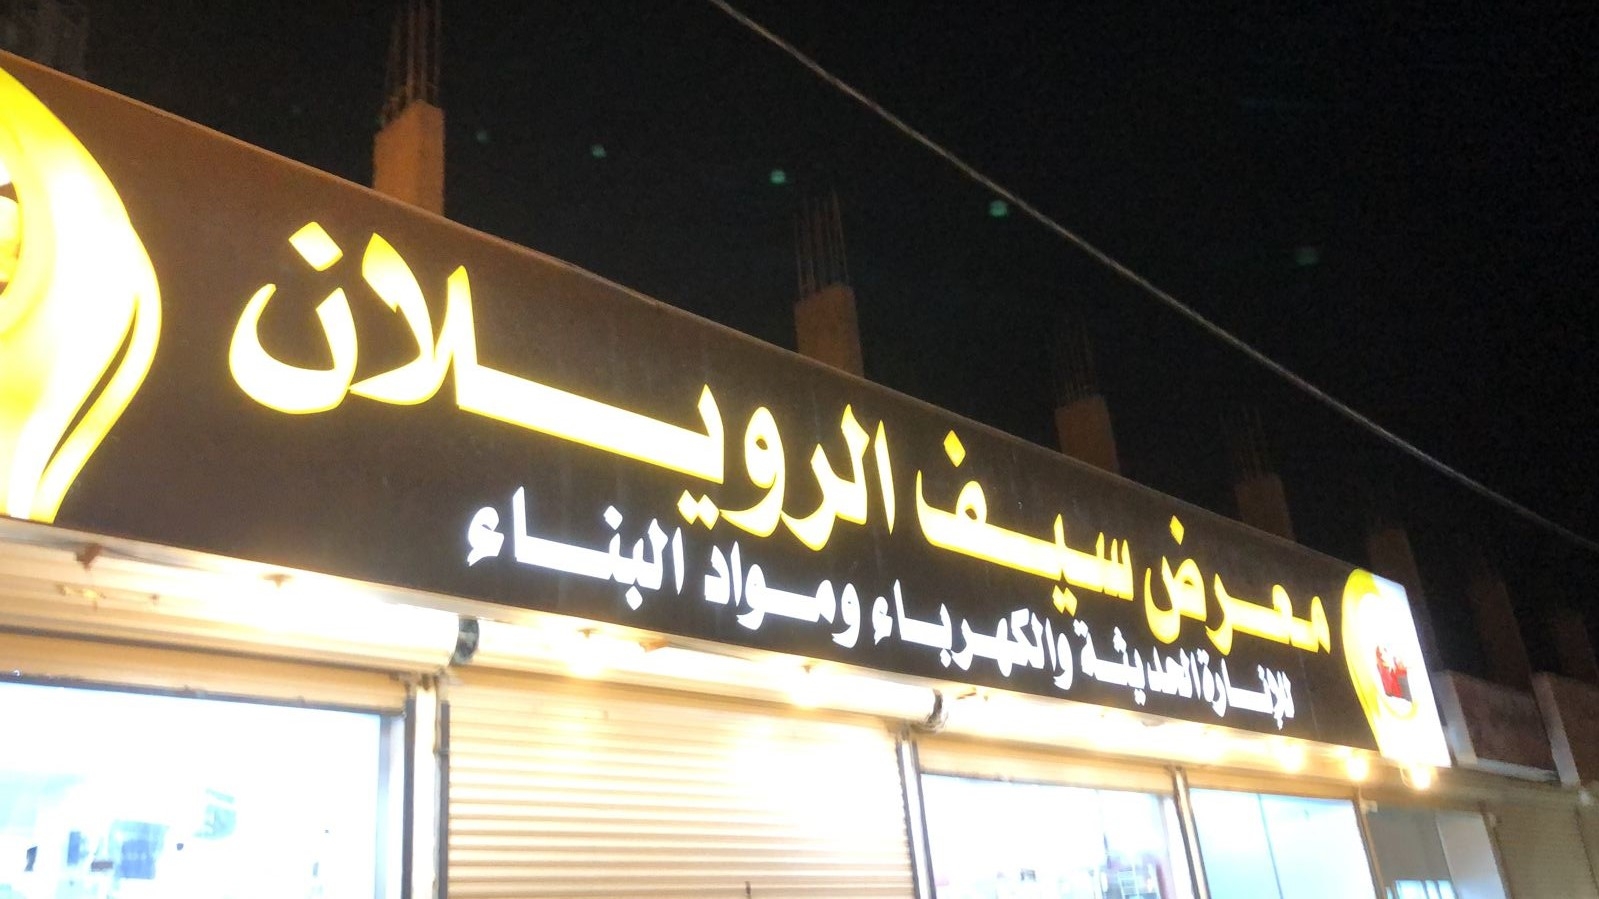 معرض سيف الرويلان
للإنارة الحديثة والكهرباء ومواد البناء